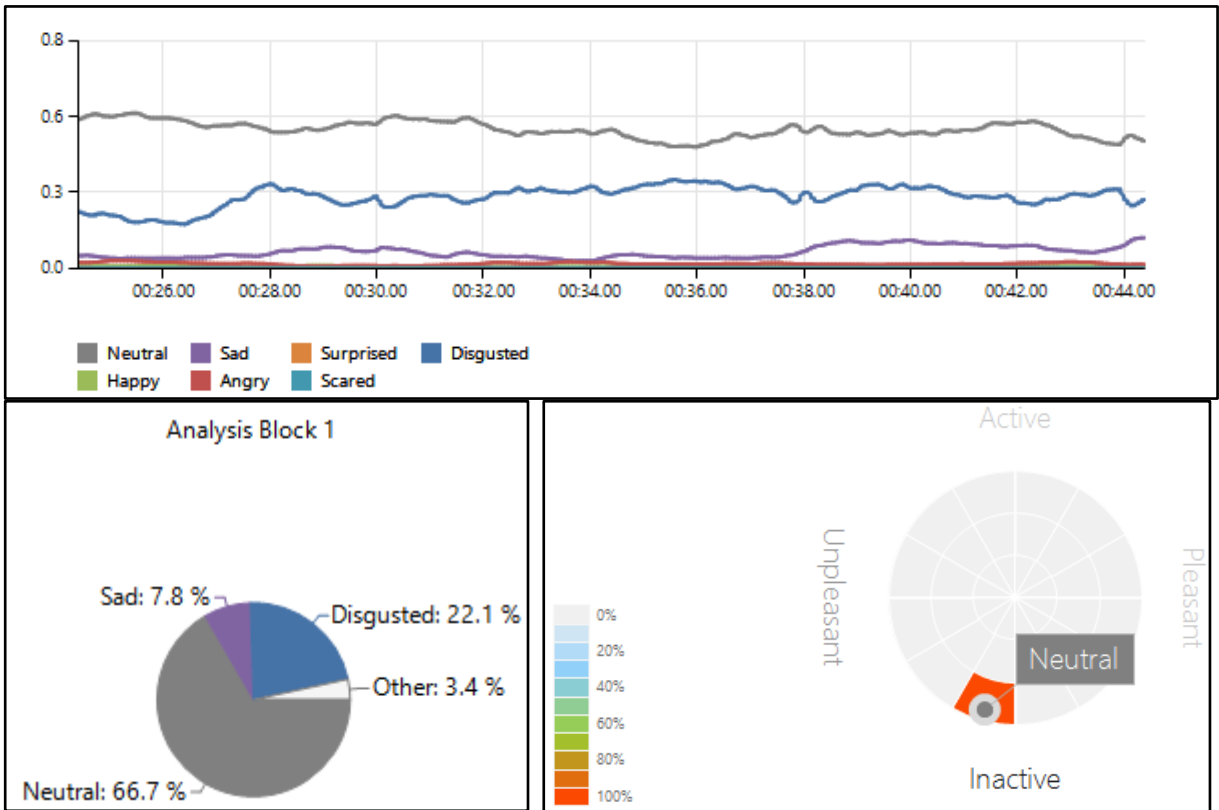 0.8
0.6
0.3
0.0
00:26.00 00:28.00 00:30.00 00:32.00 00:34.00 00:36.00 00:38.00 00:40.00 00:42.00 00:44.00
Neutral Sad Surprised Disgusted
Happy Angry Scared
Analysis Block 1
Sad: 7.8 %
Disgusted: 22.1 %
Other: 3.4 %
Neutral: 66.7 %
Active
Unpleasant
Pleasant
Neutral
Inactive
0%
20%
40%
60%
80%
100%